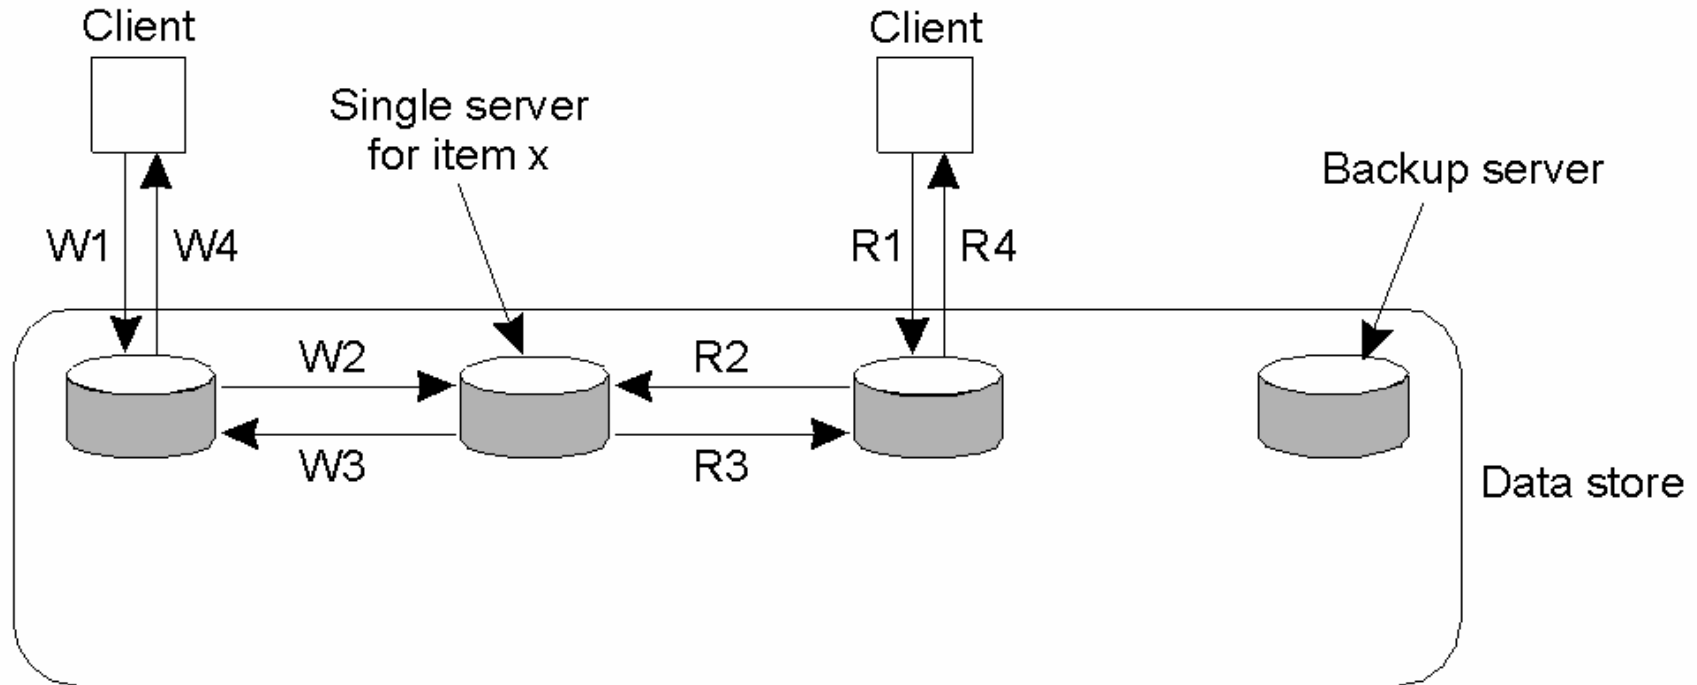 Client
Client
Single server
for item x
Backup server
W1
W4
R1
R4
W2
R2
W3
R3
Data store